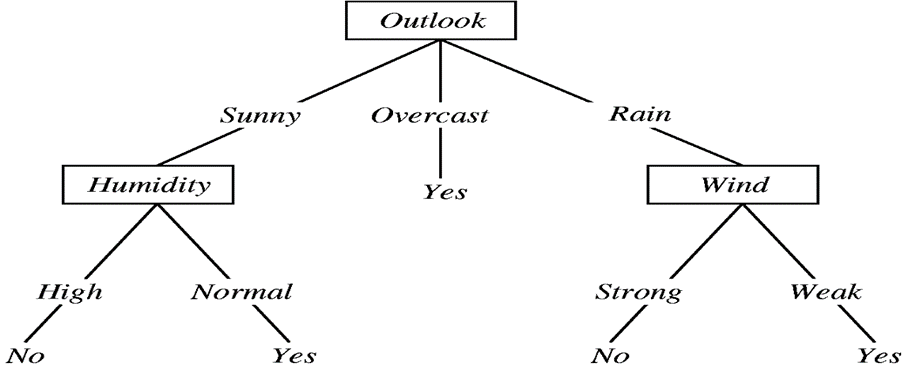 Outlook
Sunny Overcast Rain
Humidity Yes Wind
High Normal Strong Weak
No Yes No Yes